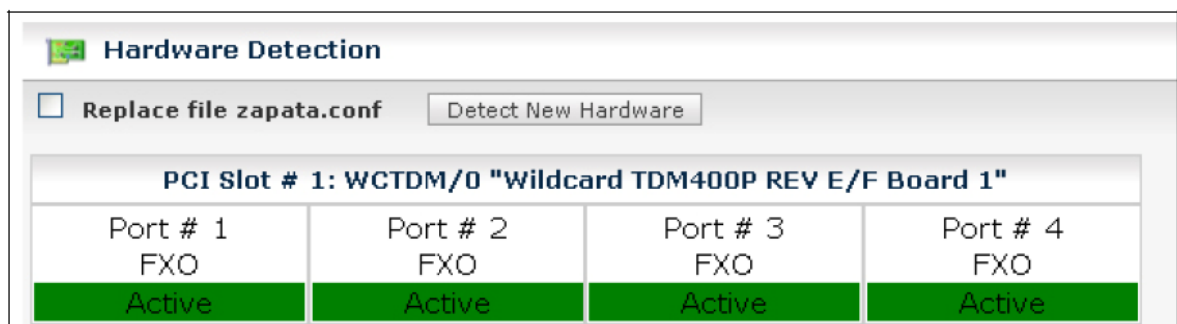 Hardware Detection
Replace file zapata.conf Detect New Hardware
PCI Slot # 1: WCTDM/0 "Wildcard TDM400P REV E/F Board 1"
Port # 1 Port # 2 Port # 3 Port # 4
FXO FXO FXO FXO
Active Active Active Active